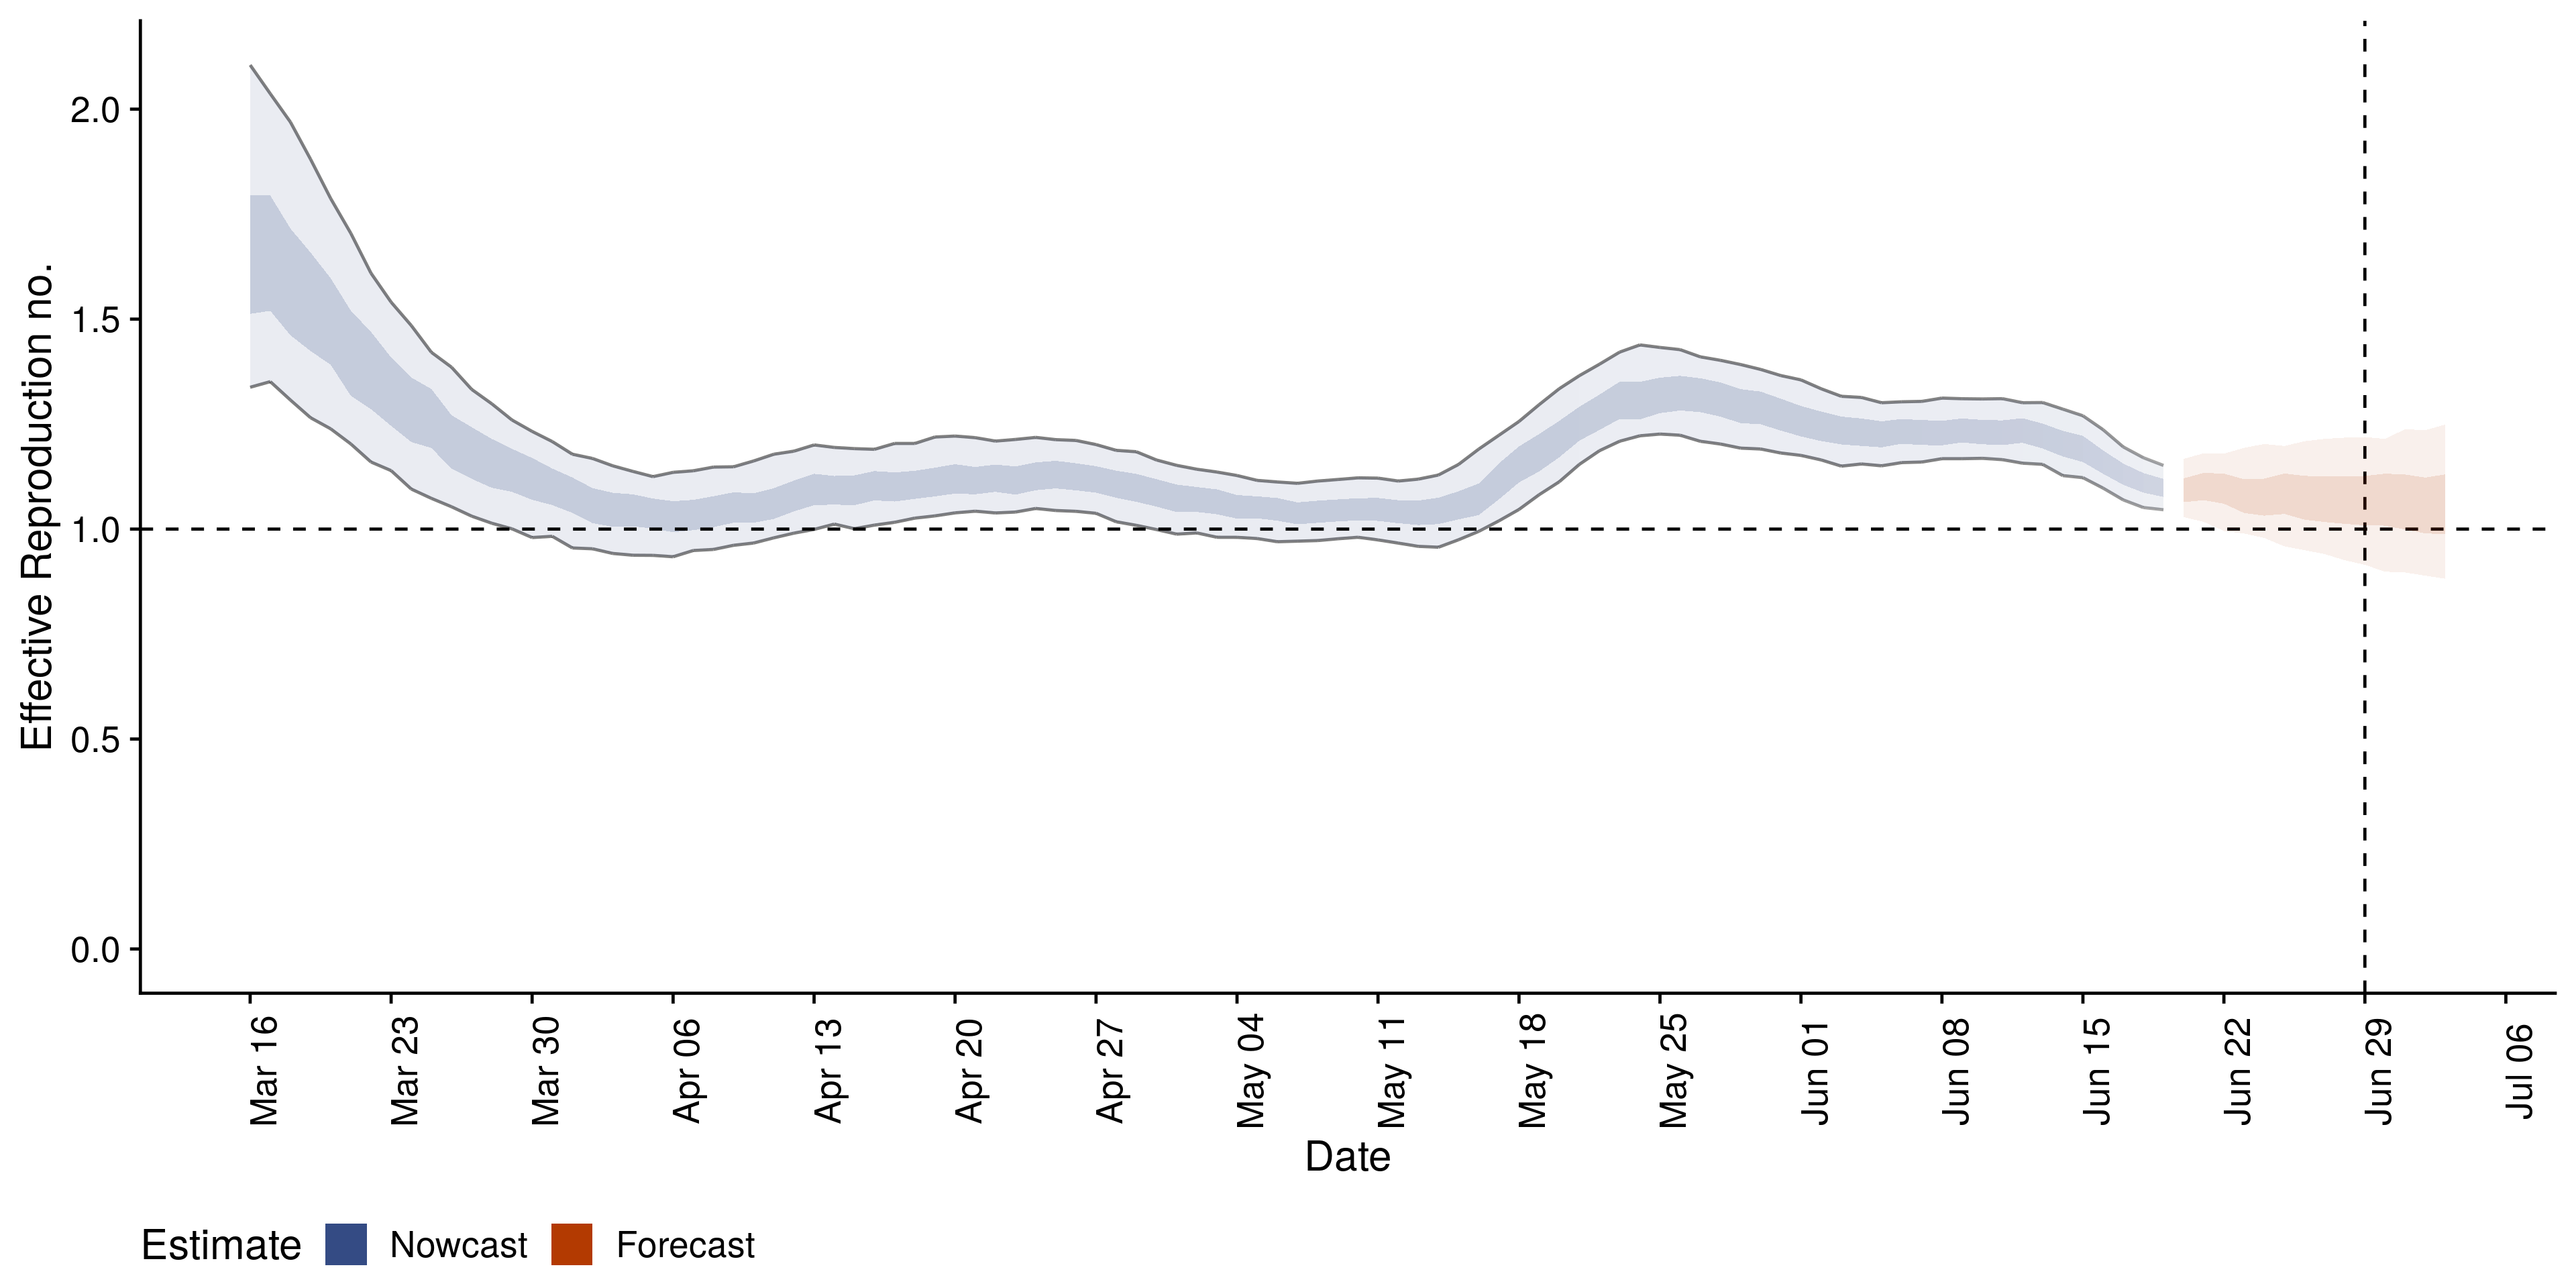 Effective Reproduction no.
2.0
1.5
1.0
0.5
0.0
Mar 16
Mar 23
Mar 30
Apr 06
Apr 13
Apr 20
Apr 27
May 04
May 11
May 18
May 25
Jun 01
Jun 08
Jun 15
Jun 22
Jun 29
Jul 06
Date
Estimate Nowcast Forecast